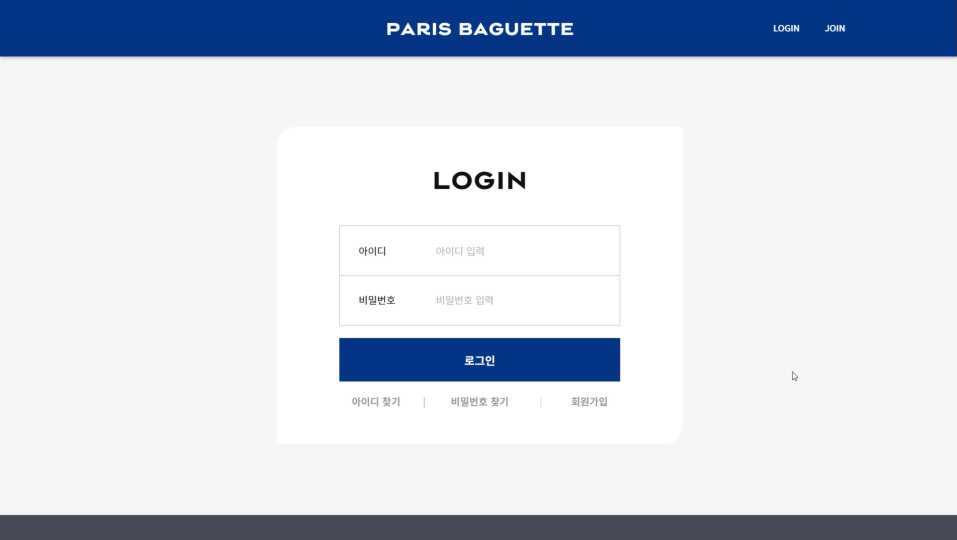 PARIS BAGUETTE LOGIN JOIN
LOGIN
아이디 아이디 입력
비밀번호 비밀번호 입력
로그인
아이디 찾기 | 비밀번호 찾기 | 회원가입